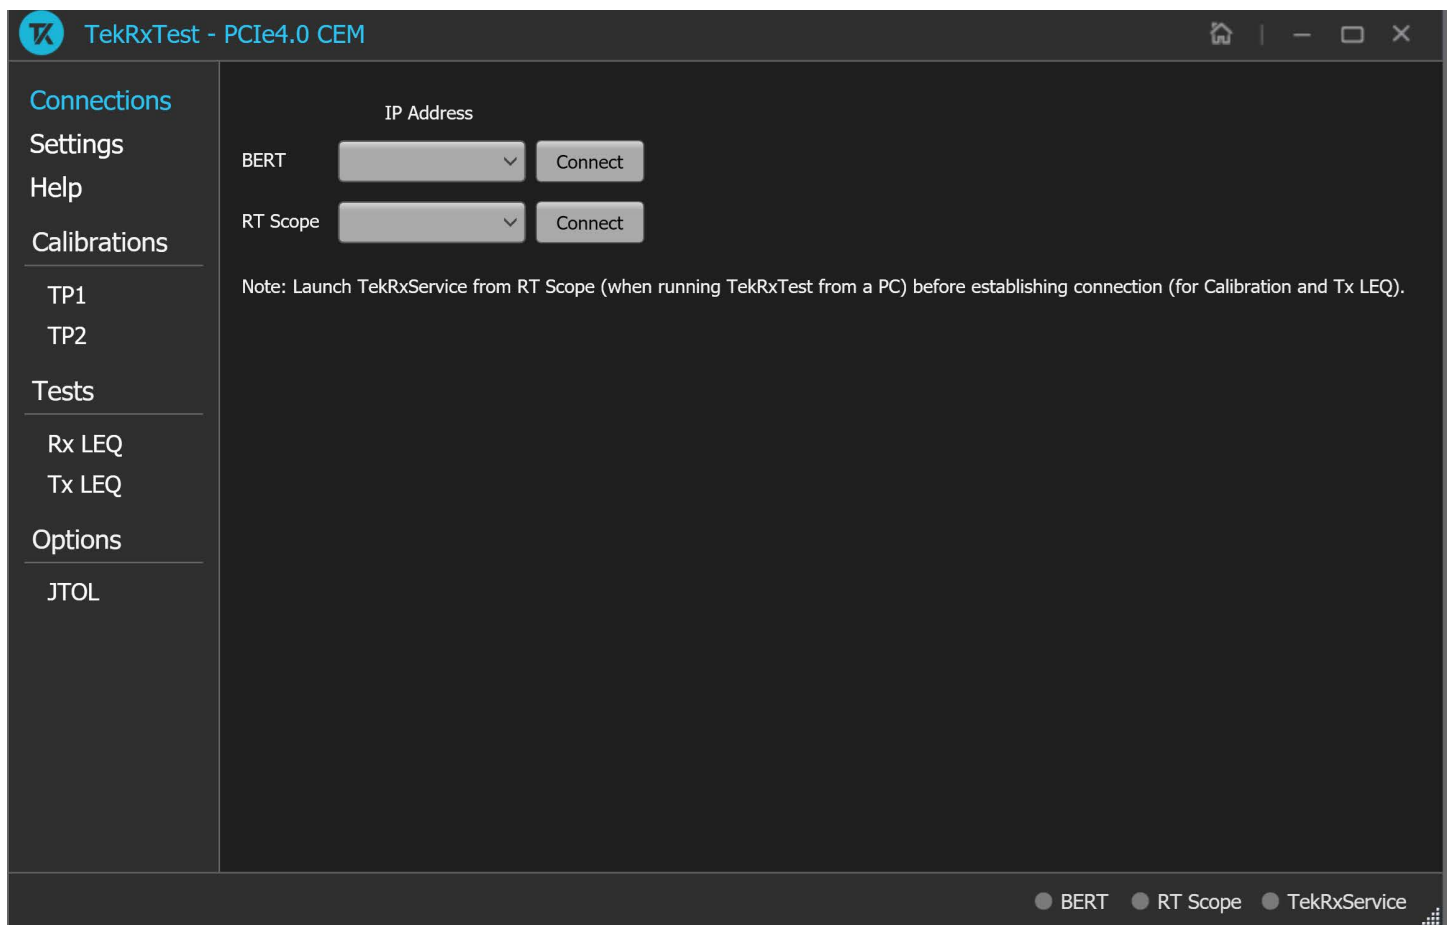 TekRxTest - PCIe4.0 CEM
Connections
Settings
Help
Calibrations
TP1
TP2
Tests
Rx LEQ
Tx LEQ
Options
JTOL
IP Address
BERT Connect
RT Scope Connect
Note: Launch TekRxService from RT Scope (when running TekRxTest from a PC) before establishing connection (for Calibration and Tx LEQ).
BERT RT Scope TekRxService